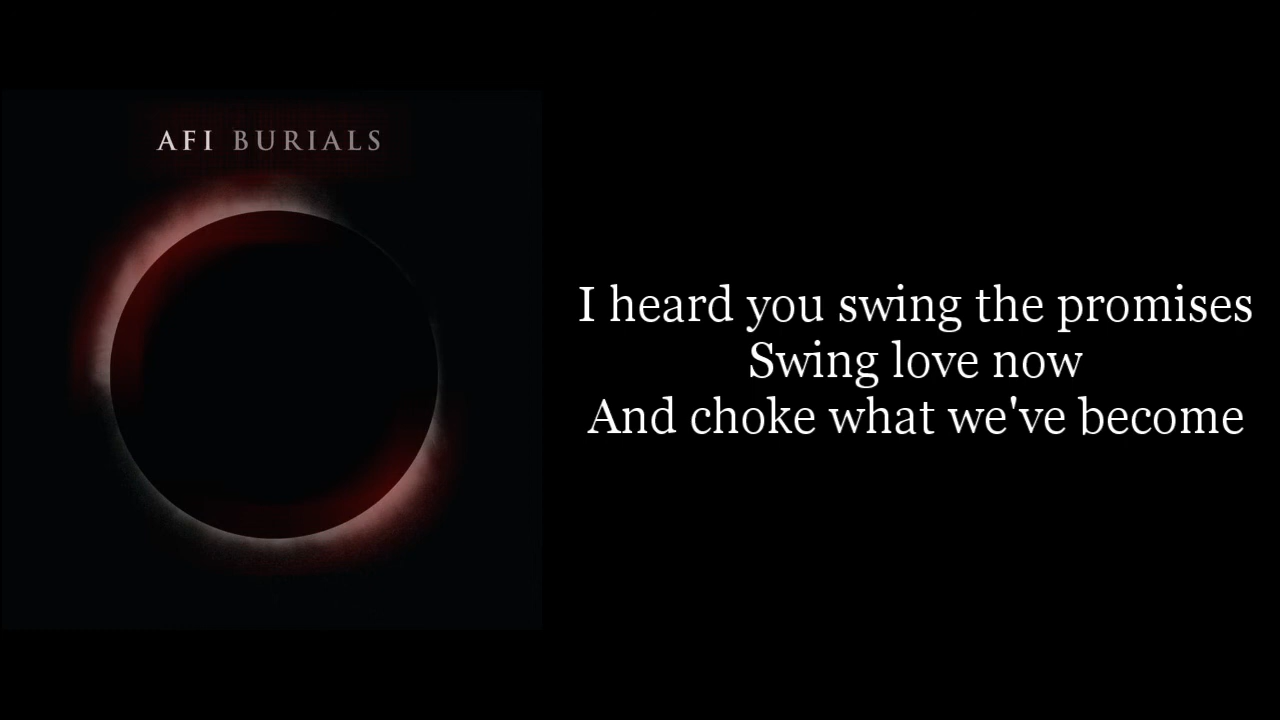 AFI BURIALS
I heard you swing the promises
Swing love now
And choke what we've become